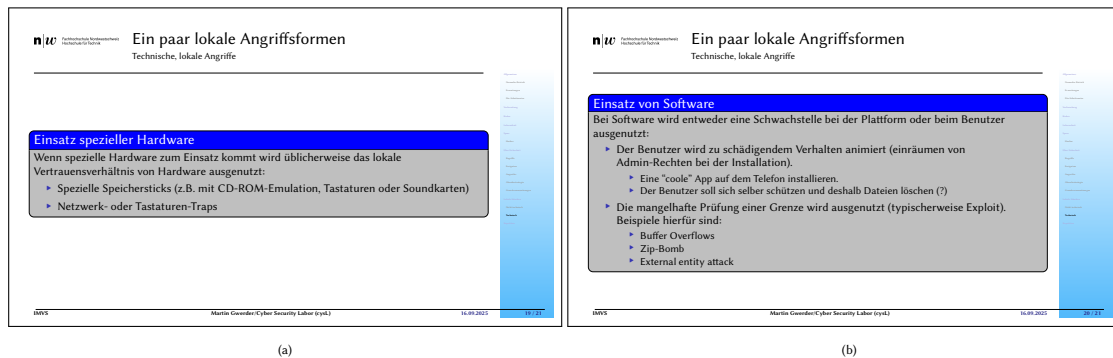 n|w Fachhochschule Nordwestschweiz
Hochschule für Technik
Ein paar lokale Angriffsformen
Technische, lokale Angriffe
Einsatz spezieller Hardware
Wenn spezielle Hardware zum Einsatz kommt wird üblicherweise das lokale
Vertrauensverhältnis von Hardware ausgenutzt:
▸ Spezielle Speichersticks (z.B. mit CD-ROM-Emulation, Tastaturen oder Soundkarten)
▸ Netzwerk- oder Tastaturen-Traps
IMVS Martin Gwerder/Cyber Security Labor (cysL) 16.09.2025 19 / 21
(a)
n|w Fachhochschule Nordwestschweiz
Hochschule für Technik
Ein paar lokale Angriffsformen
Technische, lokale Angriffe
Einsatz von Software
Bei Software wird entweder eine Schwachstelle bei der Plattform oder beim Benutzer
ausgenutzt:
▸ Der Benutzer wird zu schädigendem Verhalten animiert (einräumen von
Admin-Rechten bei der Installation).
▸ Eine "coole" App auf dem Telefon installieren.
▸ Der Benutzer soll sich selber schützen und deshalb Dateien löschen (?)
▸ Die mangelhafte Prüfung einer Grenze wird ausgenutzt (typischerweise Exploit).
Beispiele hierfür sind:
▸ Buffer Overflows
▸ Zip-Bomb
▸ External entity attack
IMVS Martin Gwerder/Cyber Security Labor (cysL) 16.09.2025 20 / 21
(b)